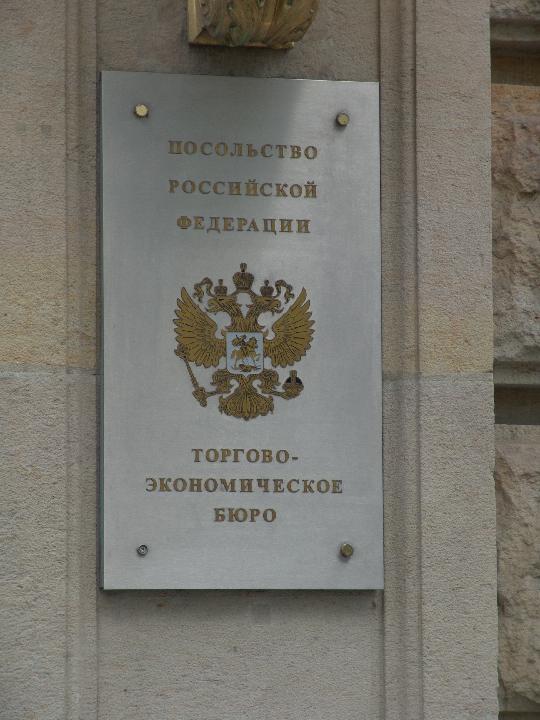 ПОСОЛЬСТВО
РОССИЙСКОЙ
ФЕДЕРАЦИИ
ТОРГОВО-
ЭКОНОМИЧЕСКОЕ
БЮРО